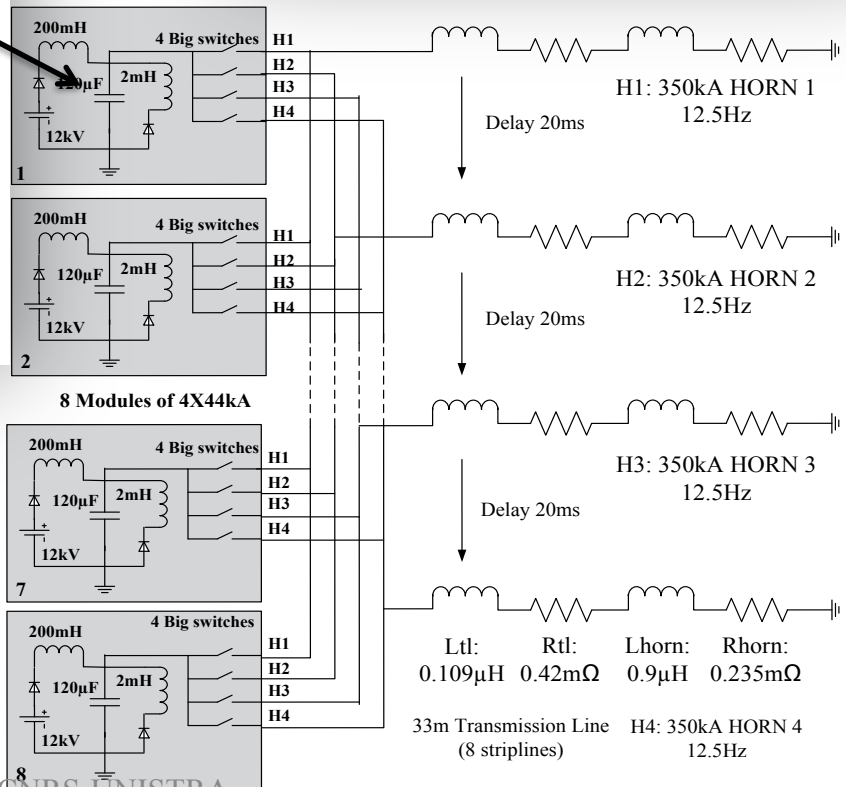 200mH
4 Big switches
H1
H2
H3
H4
120µF
2mH
12kV
1
H1: 350kA HORN 1
12.5Hz
Delay 20ms
200mH
4 Big switches
H1
H2
H3
H4
120µF
2mH
12kV
2
H2: 350kA HORN 2
12.5Hz
Delay 20ms
8 Modules of 4X44kA
200mH
4 Big switches
H1
H2
H3
H4
120µF
2mH
12kV
7
H3: 350kA HORN 3
12.5Hz
Delay 20ms
200mH
4 Big switches
H1
H2
H3
H4
120µF
2mH
12kV
8
Ltl: Rtl: Lhorn: Rhorn:
0.109µH 0.42mΩ 0.9µH 0.235mΩ
33m Transmission Line
(8 striplines)
H4: 350kA HORN 4
12.5Hz